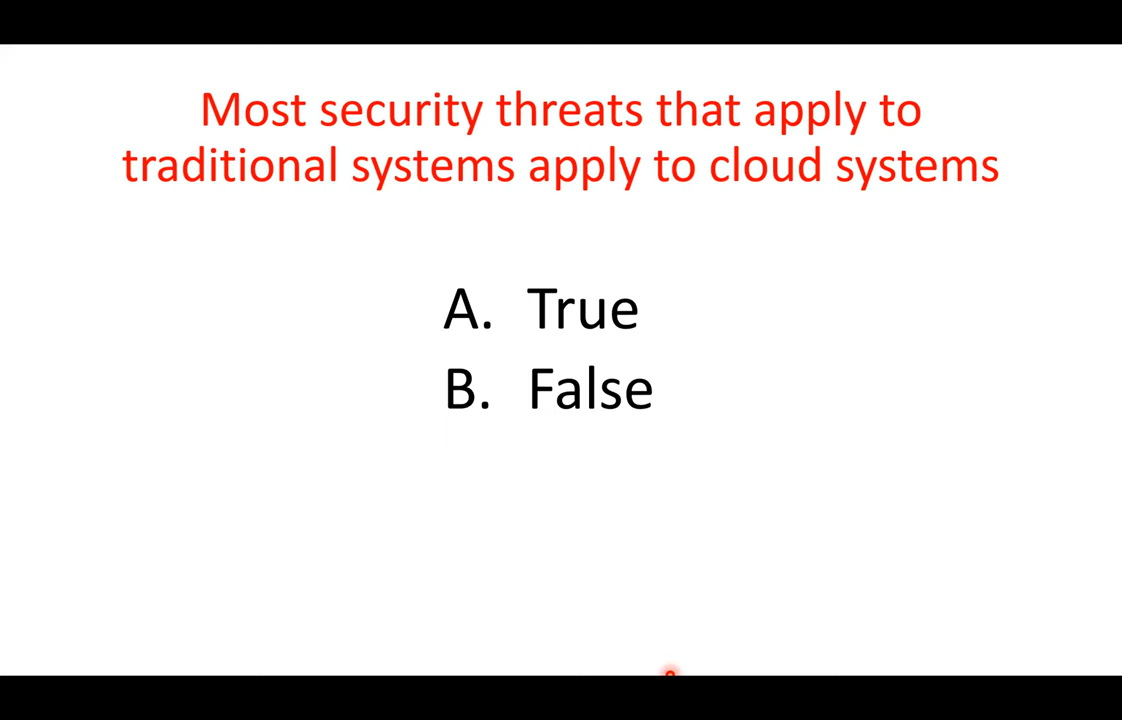 Most security threats that apply to
traditional systems apply to cloud systems
A. True
B. False